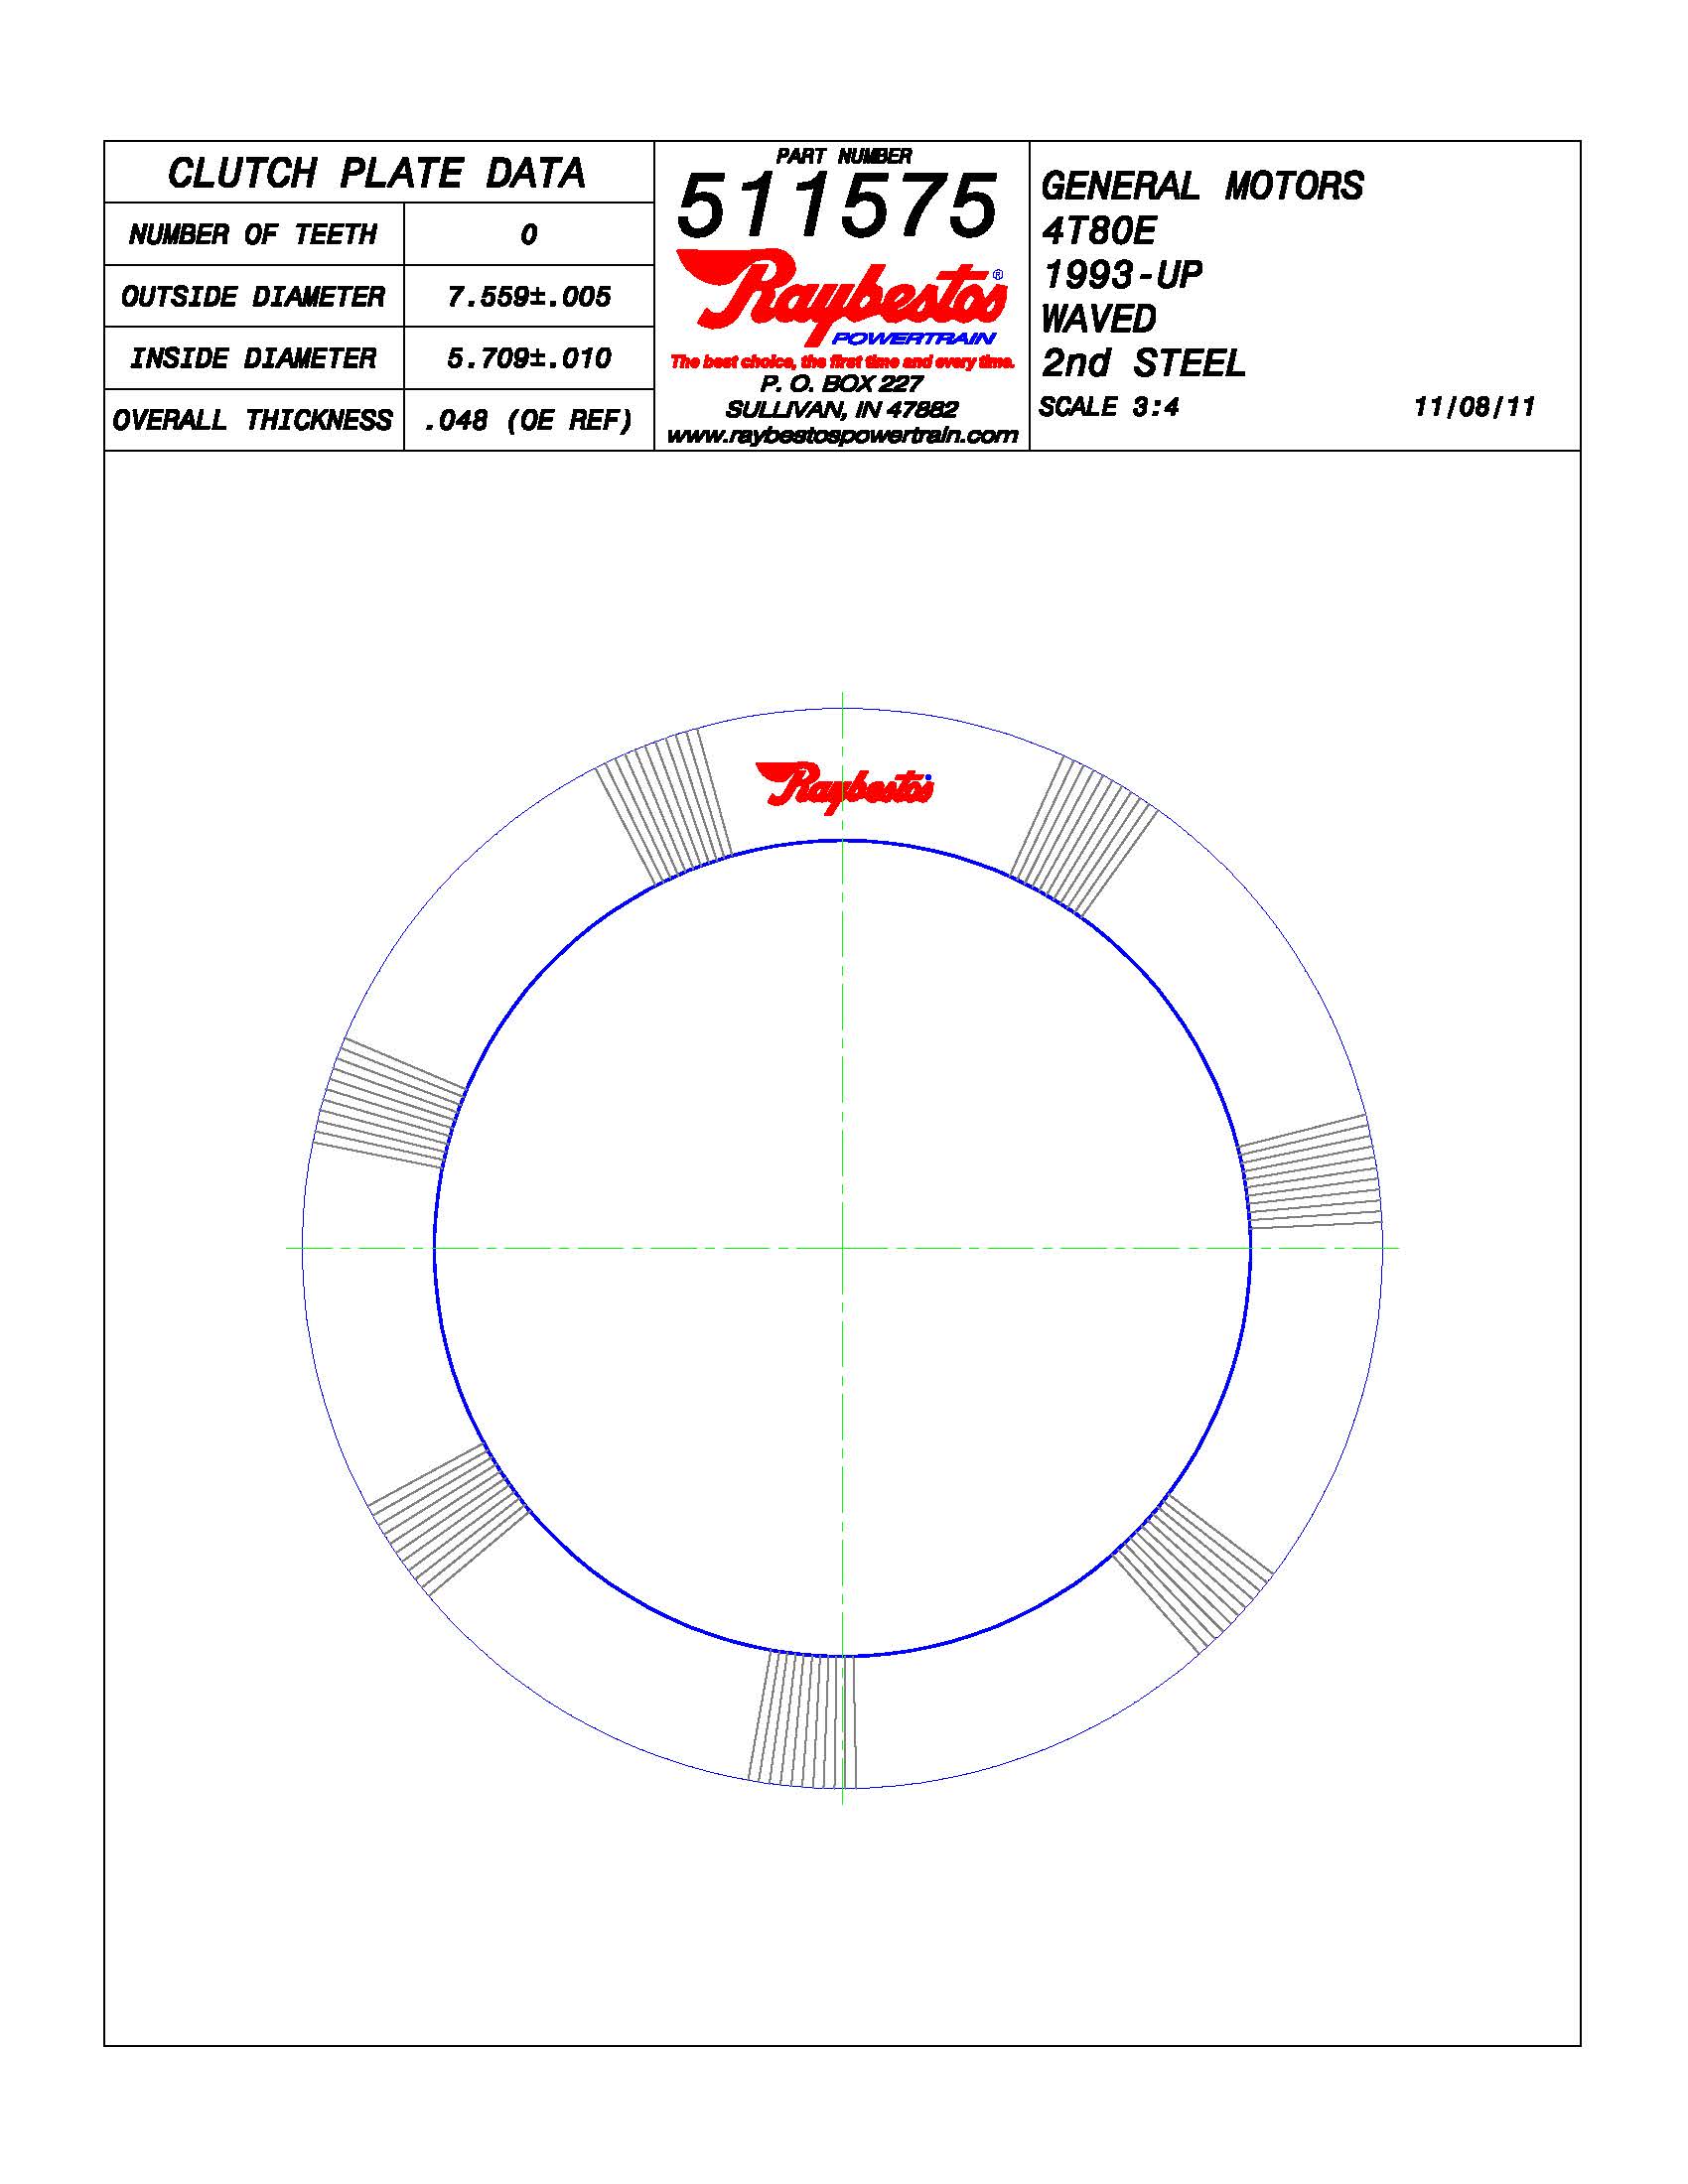 CLUTCH PLATE DATA
NUMBER OF TEETH 0
OUTSIDE DIAMETER 7.559±.005
INSIDE DIAMETER 5.709±.010
OVERALL THICKNESS .048 (OE REF)
PART NUMBER
511575
Raybestos®
POWERTRAIN
The best choice, the first time and every time.
P. O. BOX 227
SULLIVAN, IN 47882
www.raybestospowertrain.com
GENERAL MOTORS
4T80E
1993-UP
WAVED
2nd STEEL
SCALE 3:4 11/08/11
Raybestos